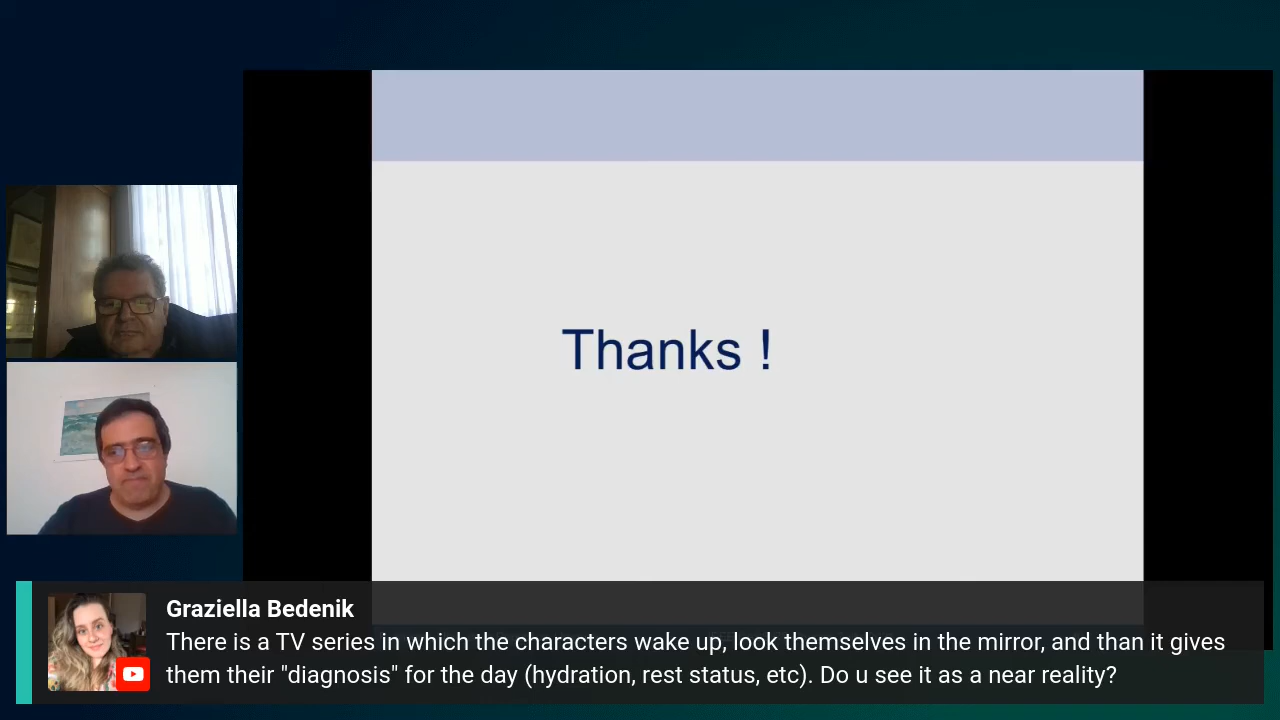 Thanks !
Graziella Bedenik
There is a TV series in which the characters wake up, look themselves in the mirror, and than it gives
them their "diagnosis" for the day (hydration, rest status, etc). Do u see it as a near reality?